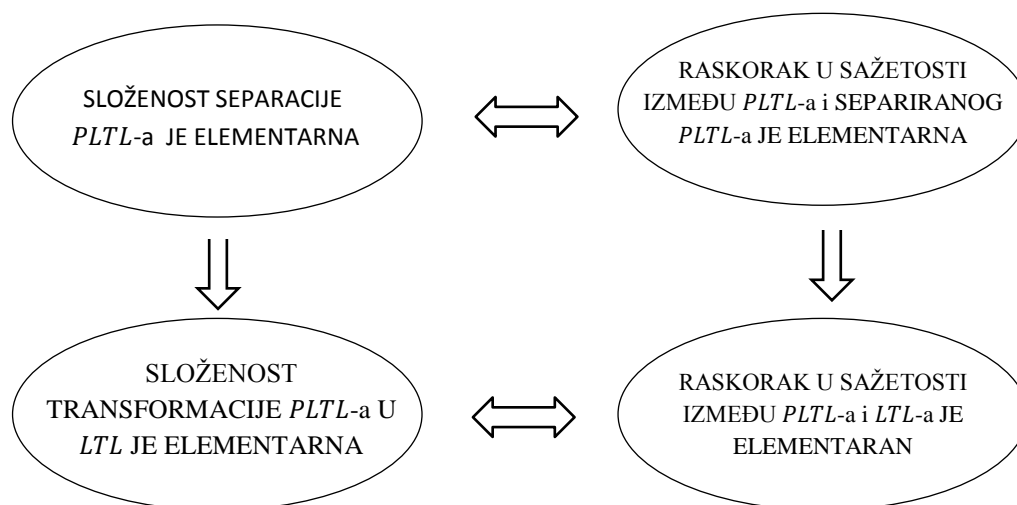 SLOŽENOST SEPARACIJE
PLTL-a JE ELEMENTARNA
RASKORAK U SAŽETOSTI
IZMEĐU PLTL-a i SEPARIRANOG
PLTL-a JE ELEMENTARNA
SLOŽENOST
TRANSFORMACIJE PLTL-a U
LTL JE ELEMENTARNA
RASKORAK U SAŽETOSTI
IZMEĐU PLTL-a i LTL-a JE
ELEMENTARAN